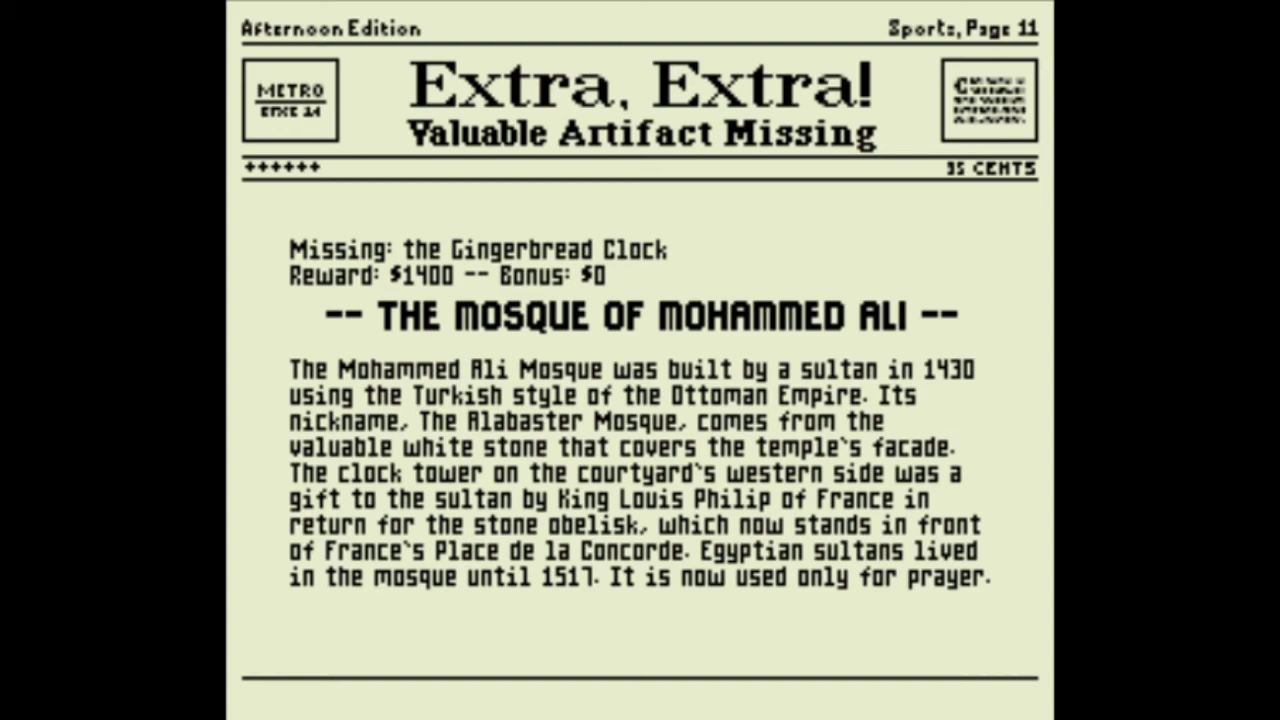 Afternoon Edition
Sports, Page 11
METRO
Extra, Extra!
Valuable Artifact Missing
++++++
35 CENTS
Missing: the Gingerbread Clock
Reward: $1400 -- Bonus: $0
-- THE MOSQUE OF MOHAMMED ALI --
The Mohammed Ali Mosque was built by a sultan in 1430
using the Turkish style of the Ottoman Empire. Its
nickname, The Alabaster Mosque, comes from the
valuable white stone that covers the temple's facade.
The clock tower on the courtyard's western side was a
gift to the sultan by King Louis Philip of France in
return for the stone obelisk, which now stands in front
of France's Place de la Concorde. Egyptian sultans lived
in the mosque until 1517. It is now used only for prayer.